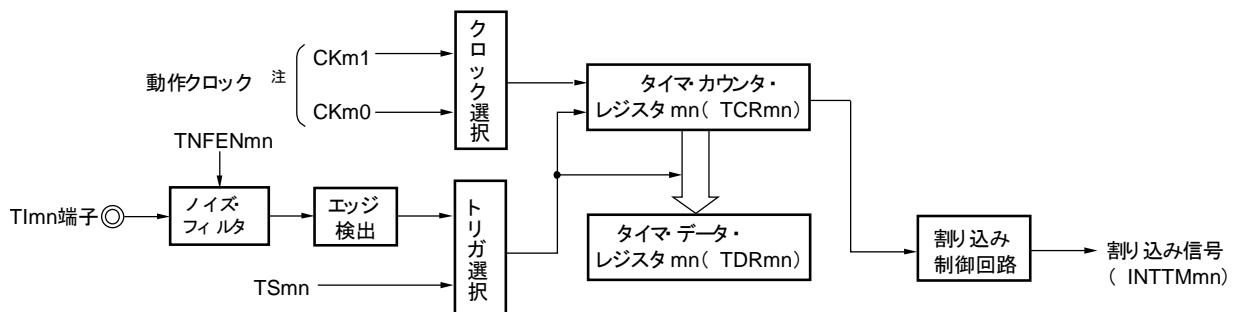 動作クロック 注
CKm1
CKm0
クロック選択
タイマ・カウンタ・
レジスタmn( TCRmn)
TNFENmn
TImn端子
ノイズ・
フィルタ
エッジ
検出
トリガ選択
TSmn
タイマ・データ・
レジスタmn( TDRmn)
割り込み
制御回路
割り込み信号
( INTTMmn)